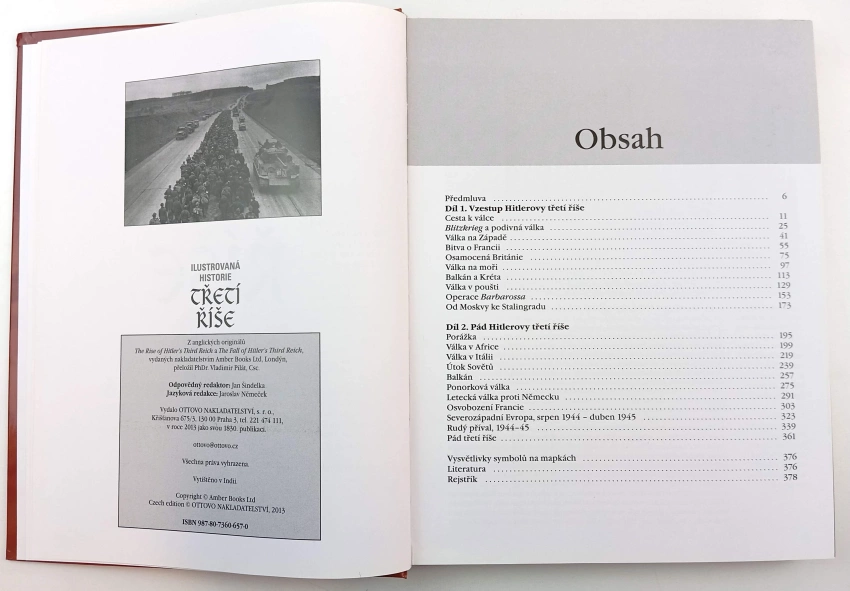 ILUSTROVANÁ
HISTORIE
TŘETÍ
ŘÍŠE
Z anglických originálů
The Rise of Hitler's Third Reich a The Fall of Hitler's Third Reich,
vydaných nakladatelstvím Amber Books Ltd. Londýn,
přeložil PhDr. Vladimír Pilát, Csc.
Odpovědný redaktor: Jan Šindelka
Jazyková redakce: Jaroslav Němeček
Vydalo OTTOVO NAKLADATELSTVÍ, s. r. o.,
Křišťanova 675/3, 130 00 Praha 3, tel. 221 474 111,
v roce 2013 jako svou 1830. publikaci.
ottovo@ottovo.cz
Všechna práva vyhrazena.
Vytištěno v Indii
Copyright © Amber Books Ltd
Czech edition © OTTOVO NAKLADATELSTVÍ, 2013
ISBN 987-80-7360-657-0
Obsah
Předmluva 6
Díl 1. Vzestup Hitlerovy třetí říše
Cesta k válce 11
Blitzkrieg a podivná válka 25
Válka na Západě 41
Bitva o Francii 55
Osamocená Británie 75
Válka na moři 97
Balkán a Kréta 113
Válka v poušti 129
Operace Barbarossa 153
Od Moskvy ke Stalingradu 173
Díl 2. Pád Hitlerovy třetí říše
Porážka 195
Válka v Africe 199
Válka v Itálii 219
Útok Sovětů 239
Balkán 257
Ponorková válka 275
Letecká válka proti Německu 291
Osvobození Francie 303
Severozápadní Evropa, srpen 1944 – duben 1945 323
Rudý příval, 1944–45 339
Pád třetí říše 361
Vysvětlivky symbolů na mapkách 376
Literatura 376
Rejstřík 378